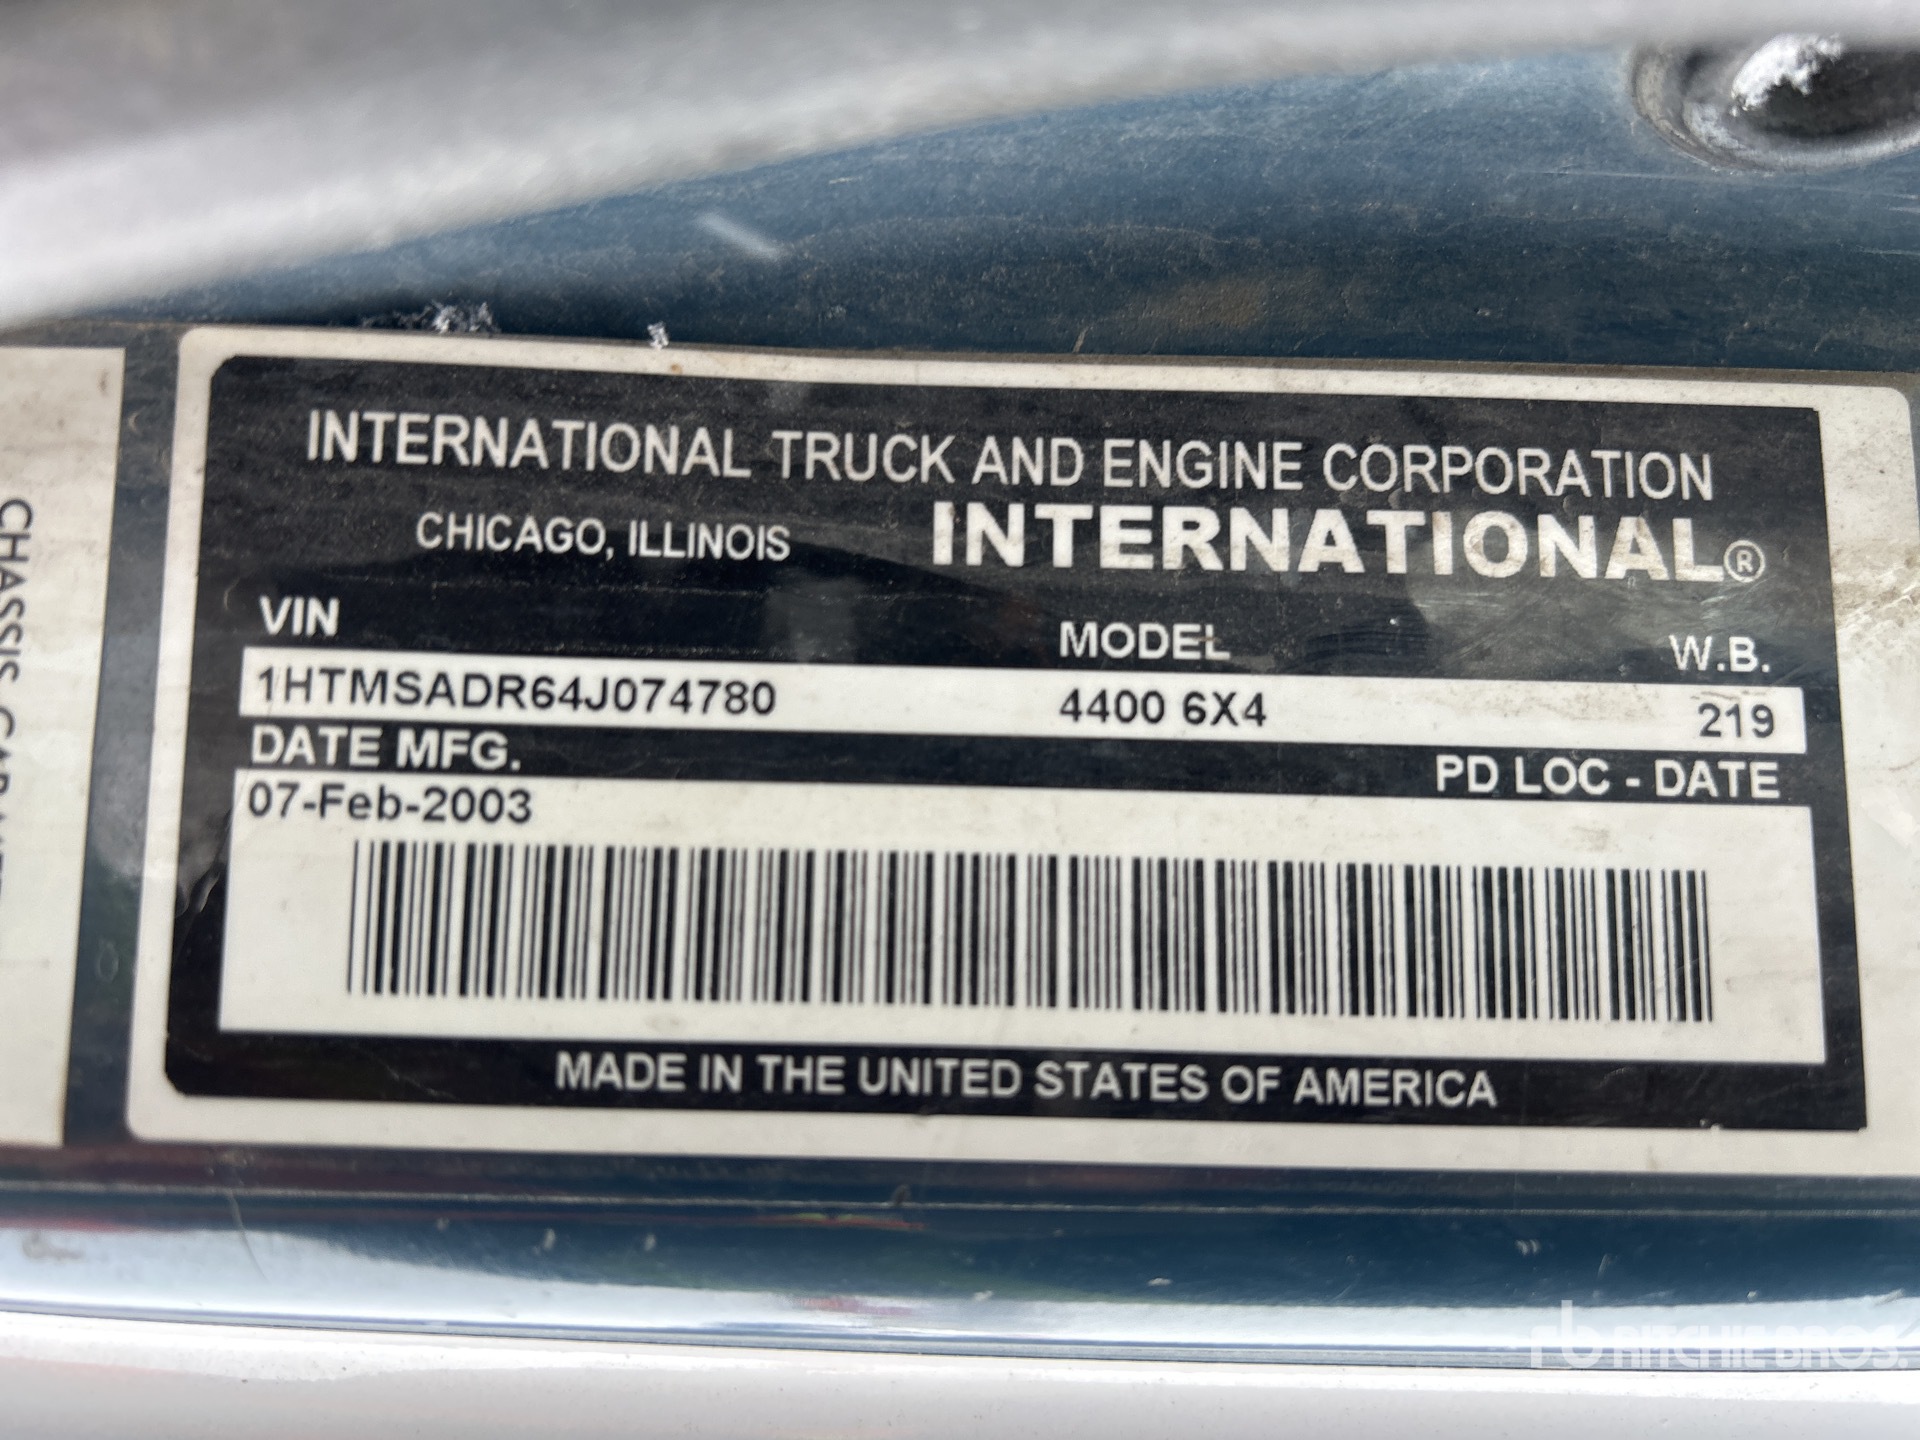 INTERNATIONAL TRUCK AND ENGINE CORPORATION
CHICAGO, ILLINOIS INTERNATIONAL®
VIN MODEL W.B.
1HTMSADR64J074780 4400 6X4 219
DATE MFG. PD LOC - DATE
07-Feb-2003
MADE IN THE UNITED STATES OF AMERICA
CHASSIS
rb RITCHIE BROS.